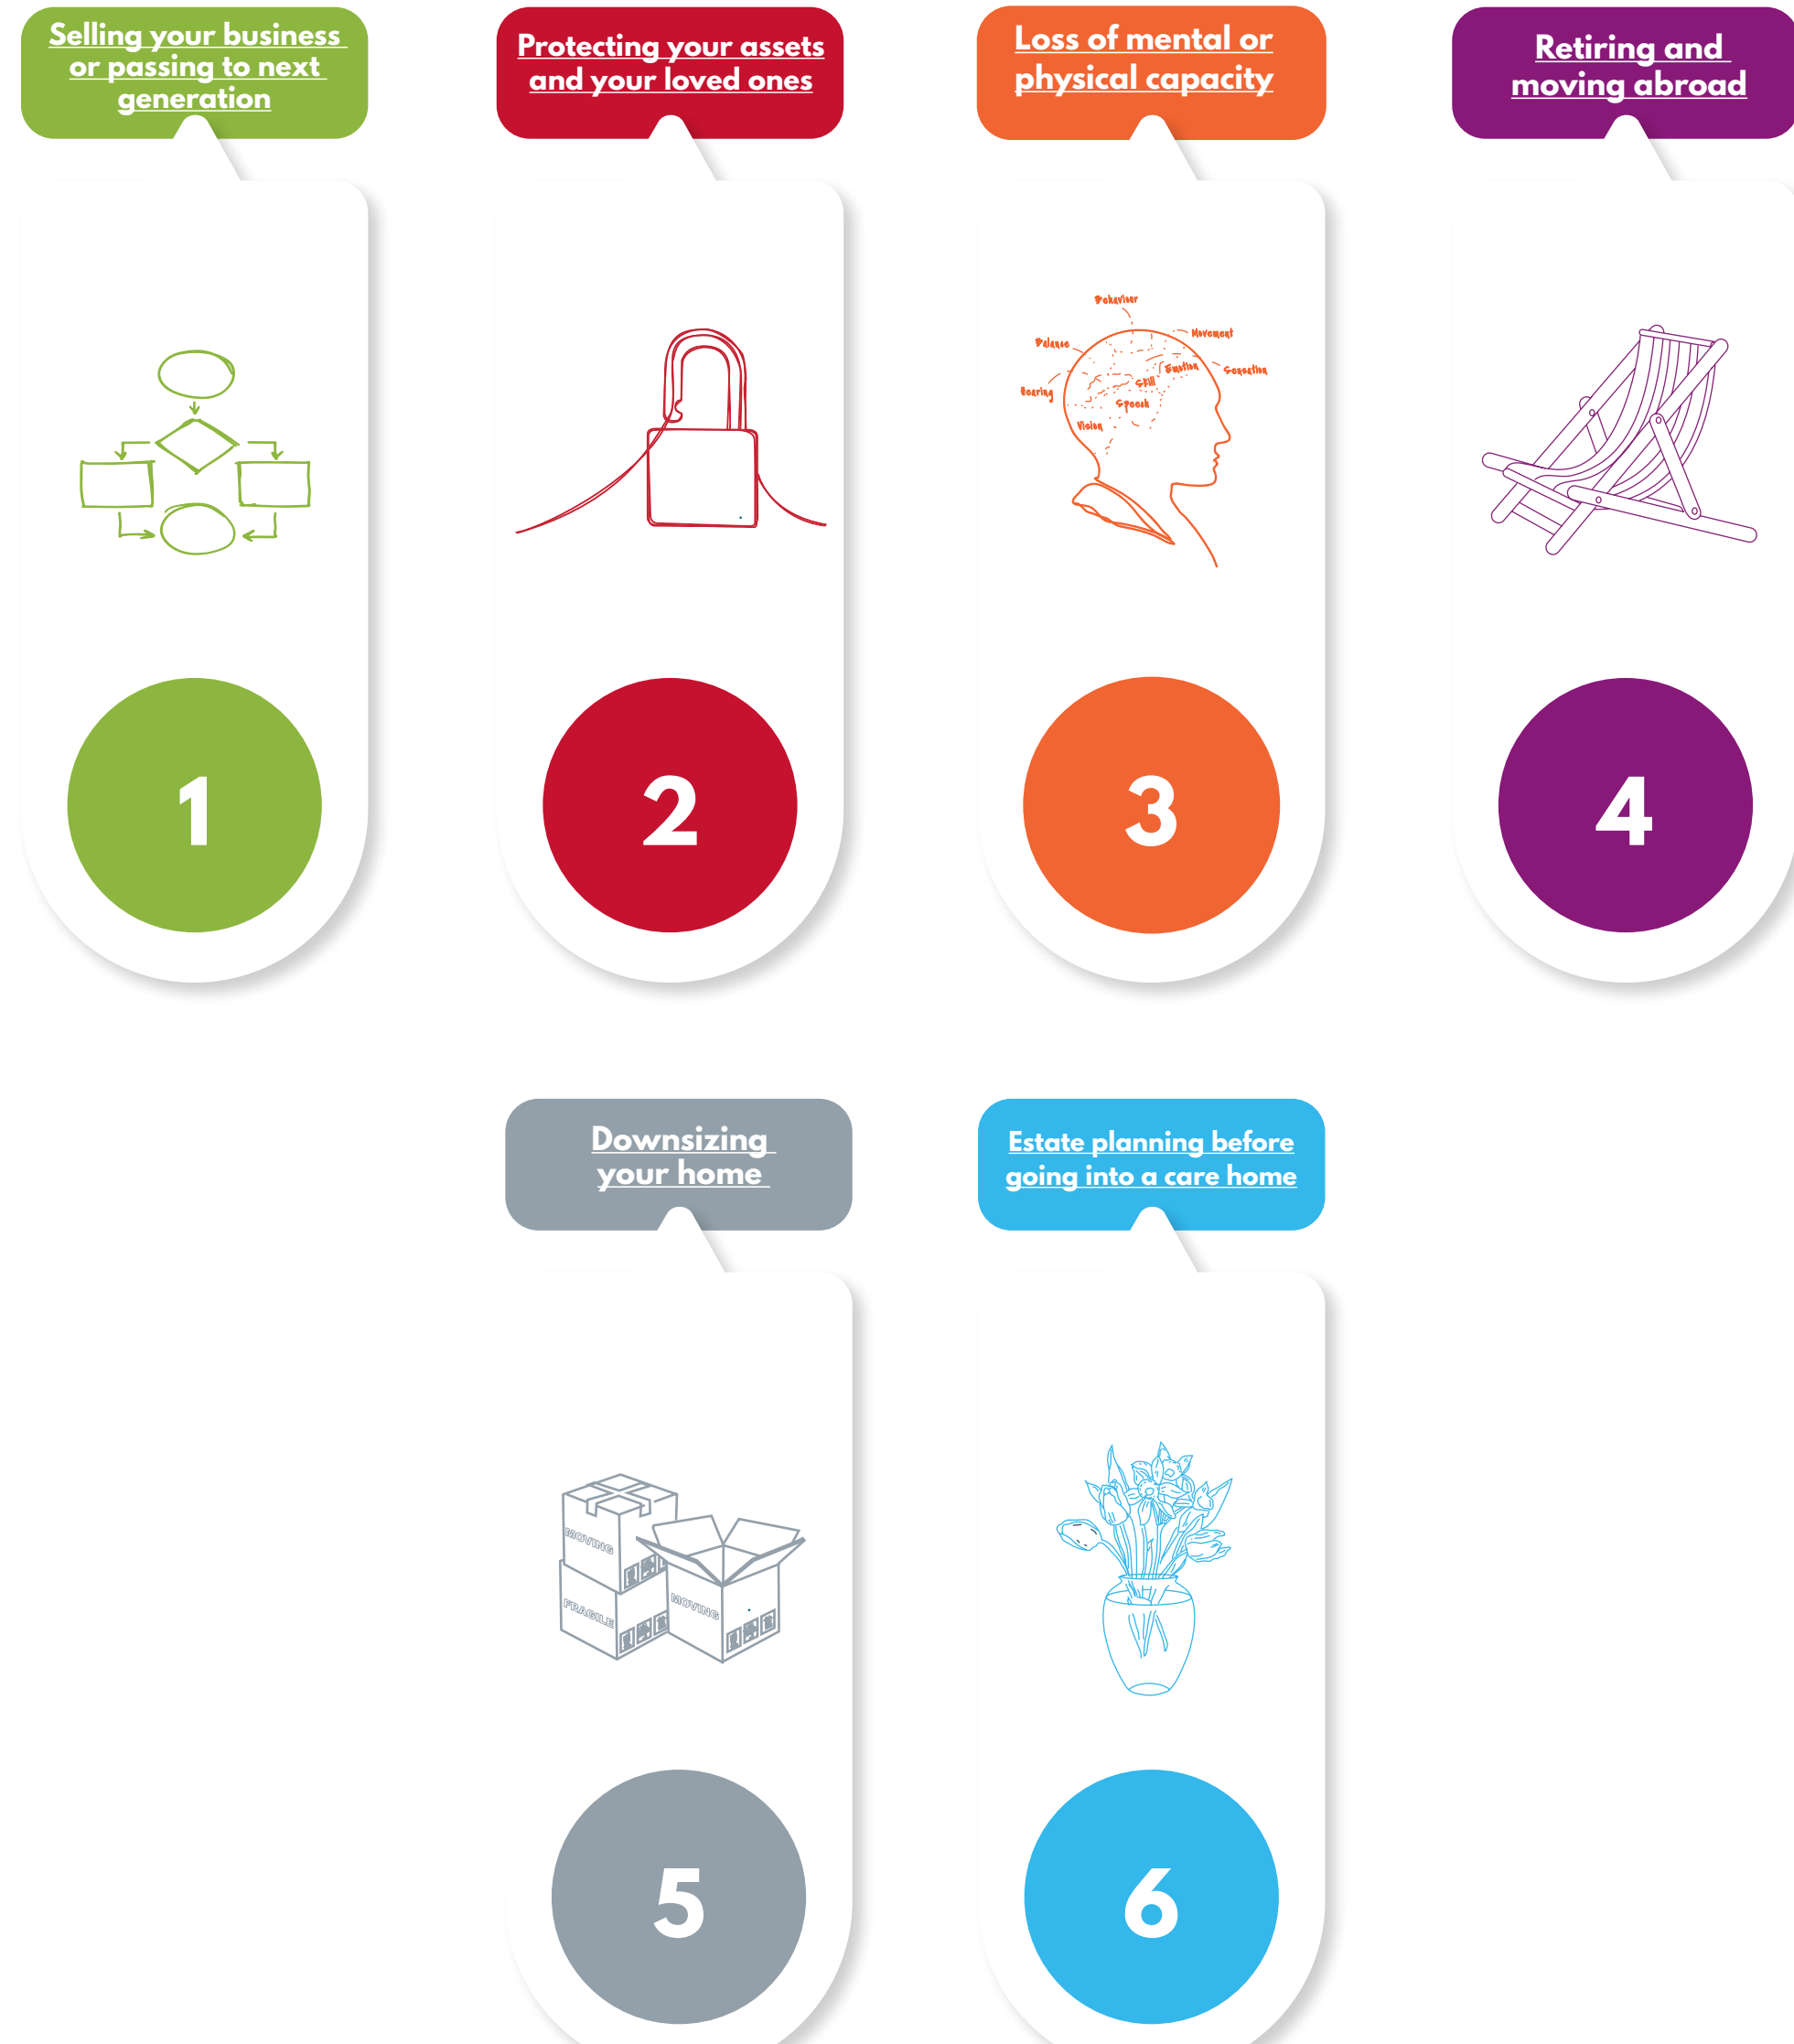 Selling your business
or passing to next
generation
Protecting your assets
and your loved ones
Loss of mental or
physical capacity
Retiring and
moving abroad
Behaviour
Movement
Balance
Emotion
Sensation
Skill
Hearing
Speech
Vision
1
2
3
4
Downsizing
your home
Estate planning before
going into a care home
MOVING
FRAGILE
MOVING
5
6